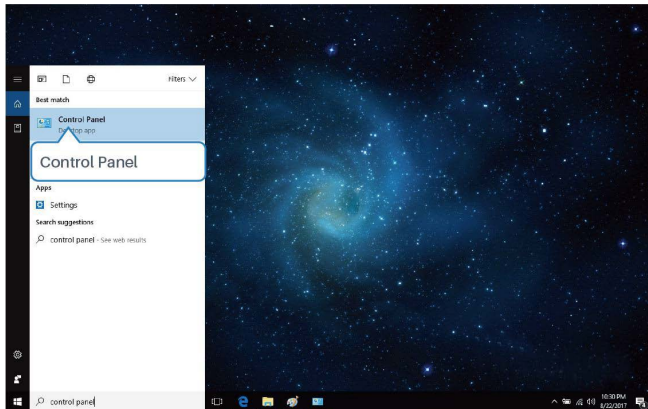 Filters
Best match
Control Panel
Desktop app
Control Panel
Apps
Settings
Search suggestions
control panel - See web results
control panel
10:30 PM
8/22/2017